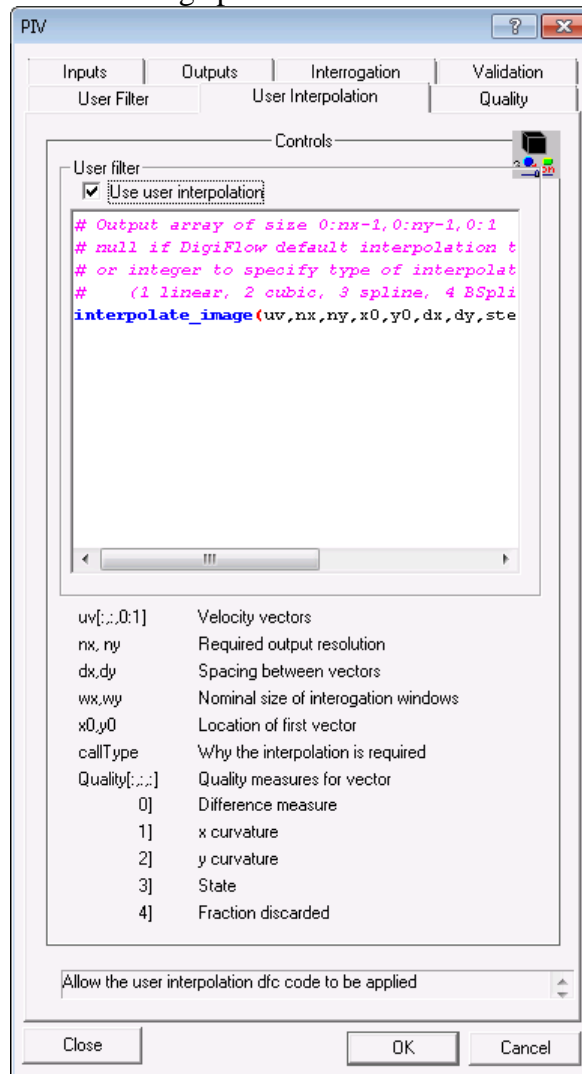 PIV
Inputs Outputs Interrogation Validation
User Filter User Interpolation Quality
Controls
User filter
Use user interpolation
# Output array of size 0:nx-1,0:ny-1,0:1
# null if DigiFlow default interpolation t
# or integer to specify type of interpolat
# (1 linear, 2 cubic, 3 spline, 4 BSpli
interpolate_image(uv,nx,ny,x0,y0,dx,dy,ste
uv[:,:,0:1] Velocity vectors
nx, ny Required output resolution
dx,dy Spacing between vectors
wx,wy Nominal size of interogation windows
x0,y0 Location of first vector
callType Why the interpolation is required
Quality[:,:,:] Quality measures for vector
0] Difference measure
1] x curvature
2] y curvature
3] State
4] Fraction discarded
Allow the user interpolation dfc code to be applied
Close OK Cancel